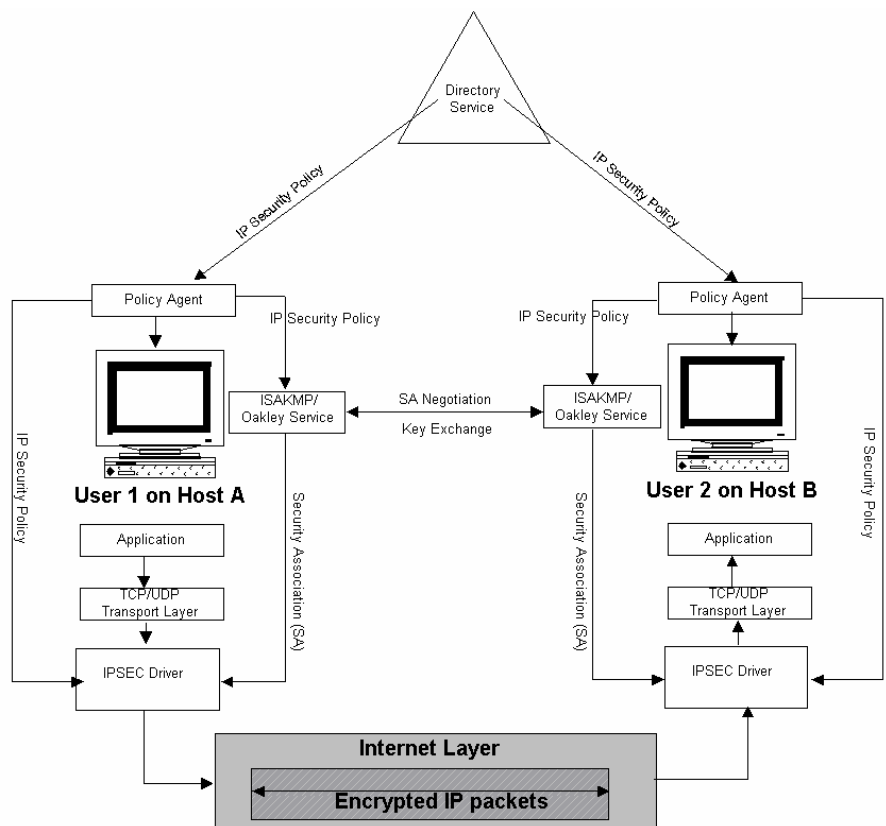 Directory
Service
IP Security Policy
IP Security Policy
Policy Agent
Policy Agent
IP Security Policy
IP Security Policy
ISAKMP/
Oakley Service
SA Negotiation
Key Exchange
ISAKMP/
Oakley Service
IP Security Policy
IP Security Policy
User 1 on Host A
User 2 on Host B
Security Association (SA)
Security Association (SA)
Application
Application
TCP/UDP
Transport Layer
TCP/UDP
Transport Layer
IPSEC Driver
IPSEC Driver
Internet Layer
Encrypted IP packets